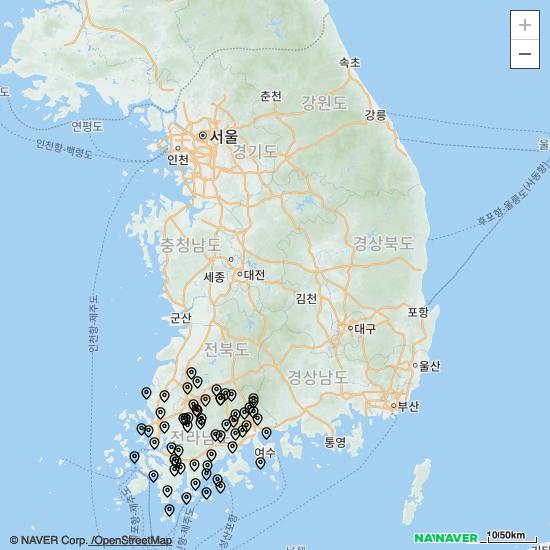 +
−
속초
춘천
강원도
강릉
도
연평도
서울
인천항-백령도
인천
경기도
울
후포항-울릉도(사동항)
충청남도
경상북도
세종
대전
인천항-제주도
김천
군산
포항
대구
전북도
울산
경상남도
부산
전라남도
통영
여수
NAVER
10/50km
© NAVER Corp. /OpenStreetMap